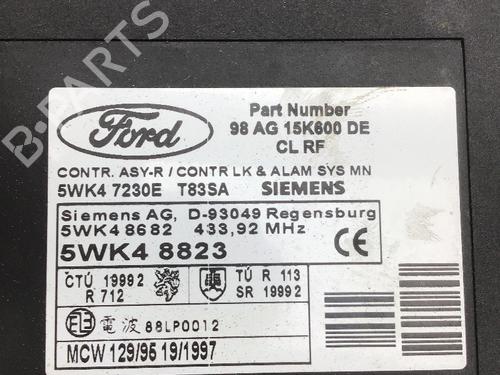 B-PARTS
Ford
Part Number
98 AG 15K600 DE
CL RF
CONTR. ASY-R / CONTR LK & ALAM SYS MN
5WK4 7230E T83SA SIEMENS
Siemens AG, D-93049 Regensburg
5WK4 8682 433,92 MHz
5WK4 8823 CE
CTÚ 19992
R 712
TÚ R 113
SR 19992
電波 88LP0012
MCW 129/95 19/1997